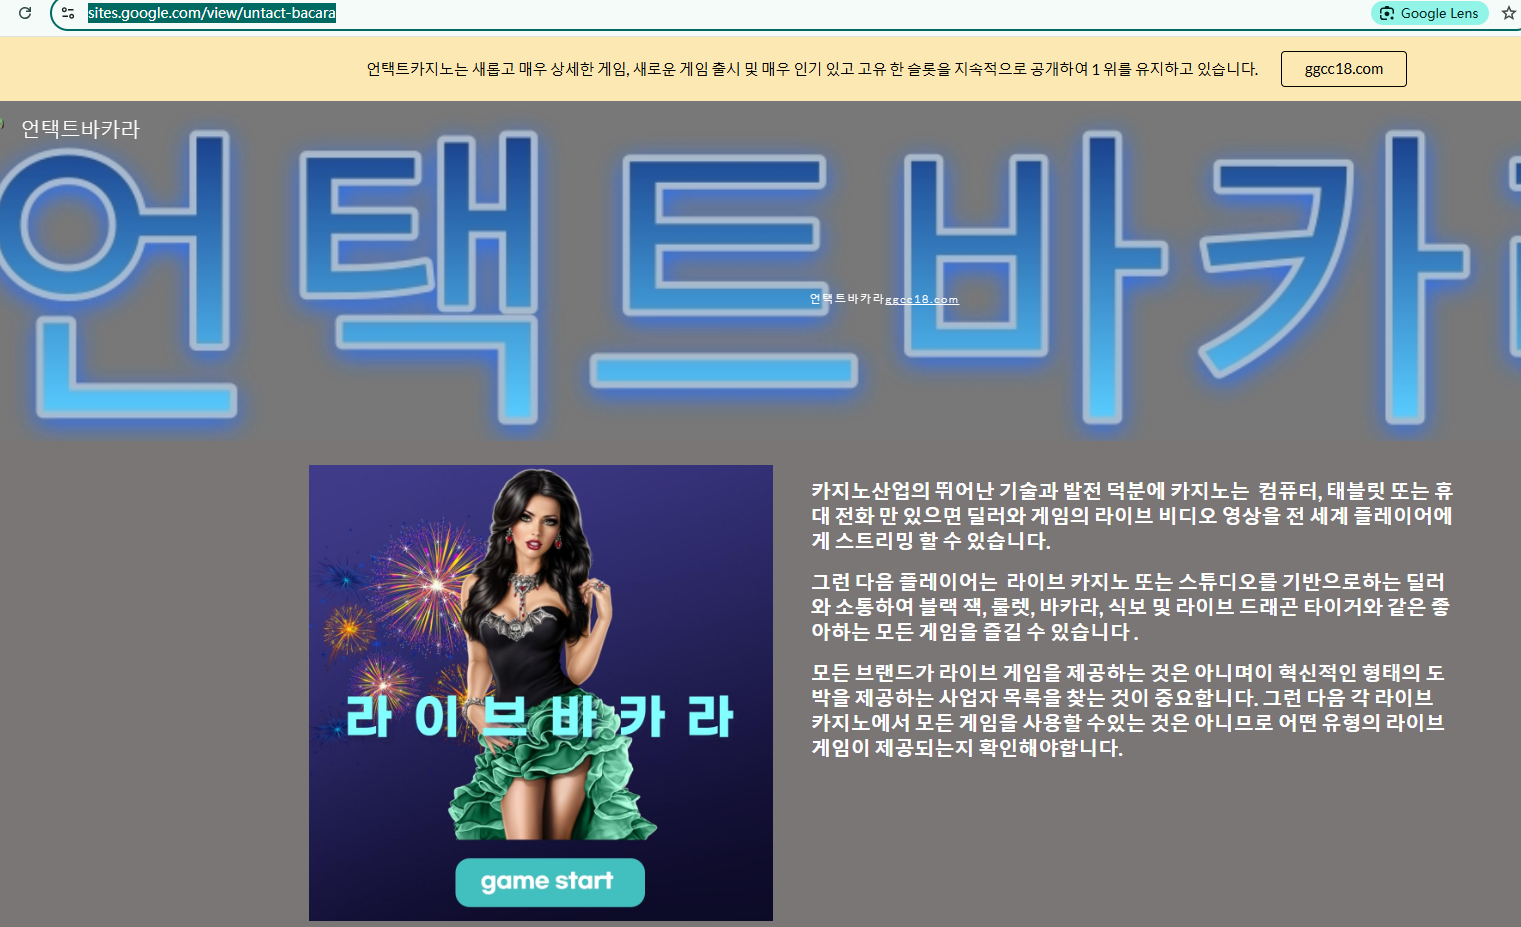 sites.google.com/view/untact-bacara
Google Lens
언택트카지노는 새롭고 매우 상세한 게임, 새로운 게임 출시 및 매우 인기 있고 고유 한 슬롯을 지속적으로 공개하여 1 위를 유지하고 있습니다.
ggcc18.com
언택트바카라
언택트바카
언택트바카라ggcc18.com
라이브바카라
game start
카지노산업의 뛰어난 기술과 발전 덕분에 카지노는 컴퓨터, 태블릿 또는 휴
대 전화 만 있으면 딜러와 게임의 라이브 비디오 영상을 전 세계 플레이어에
게 스트리밍 할 수 있습니다.
그런 다음 플레이어는 라이브 카지노 또는 스튜디오를 기반으로하는 딜러
와 소통하여 블랙 잭, 룰렛, 바카라, 식보 및 라이브 드래곤 타이거와 같은 좋
아하는 모든 게임을 즐길 수 있습니다 .
모든 브랜드가 라이브 게임을 제공하는 것은 아니며이 혁신적인 형태의 도
박을 제공하는 사업자 목록을 찾는 것이 중요합니다. 그런 다음 각 라이브
카지노에서 모든 게임을 사용할 수있는 것은 아니므로 어떤 유형의 라이브
게임이 제공되는지 확인해야합니다.